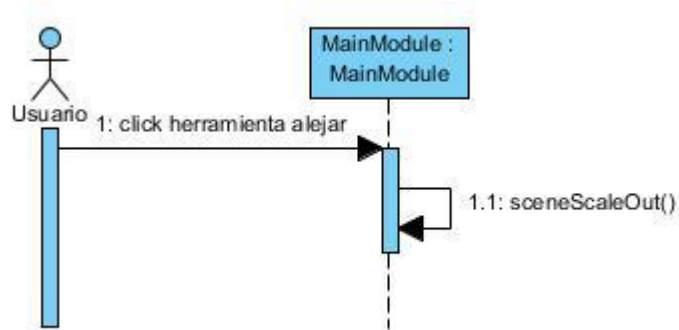 MainModule :
MainModule
Usuario
1: click herramienta alejar
1.1: sceneScaleOut()